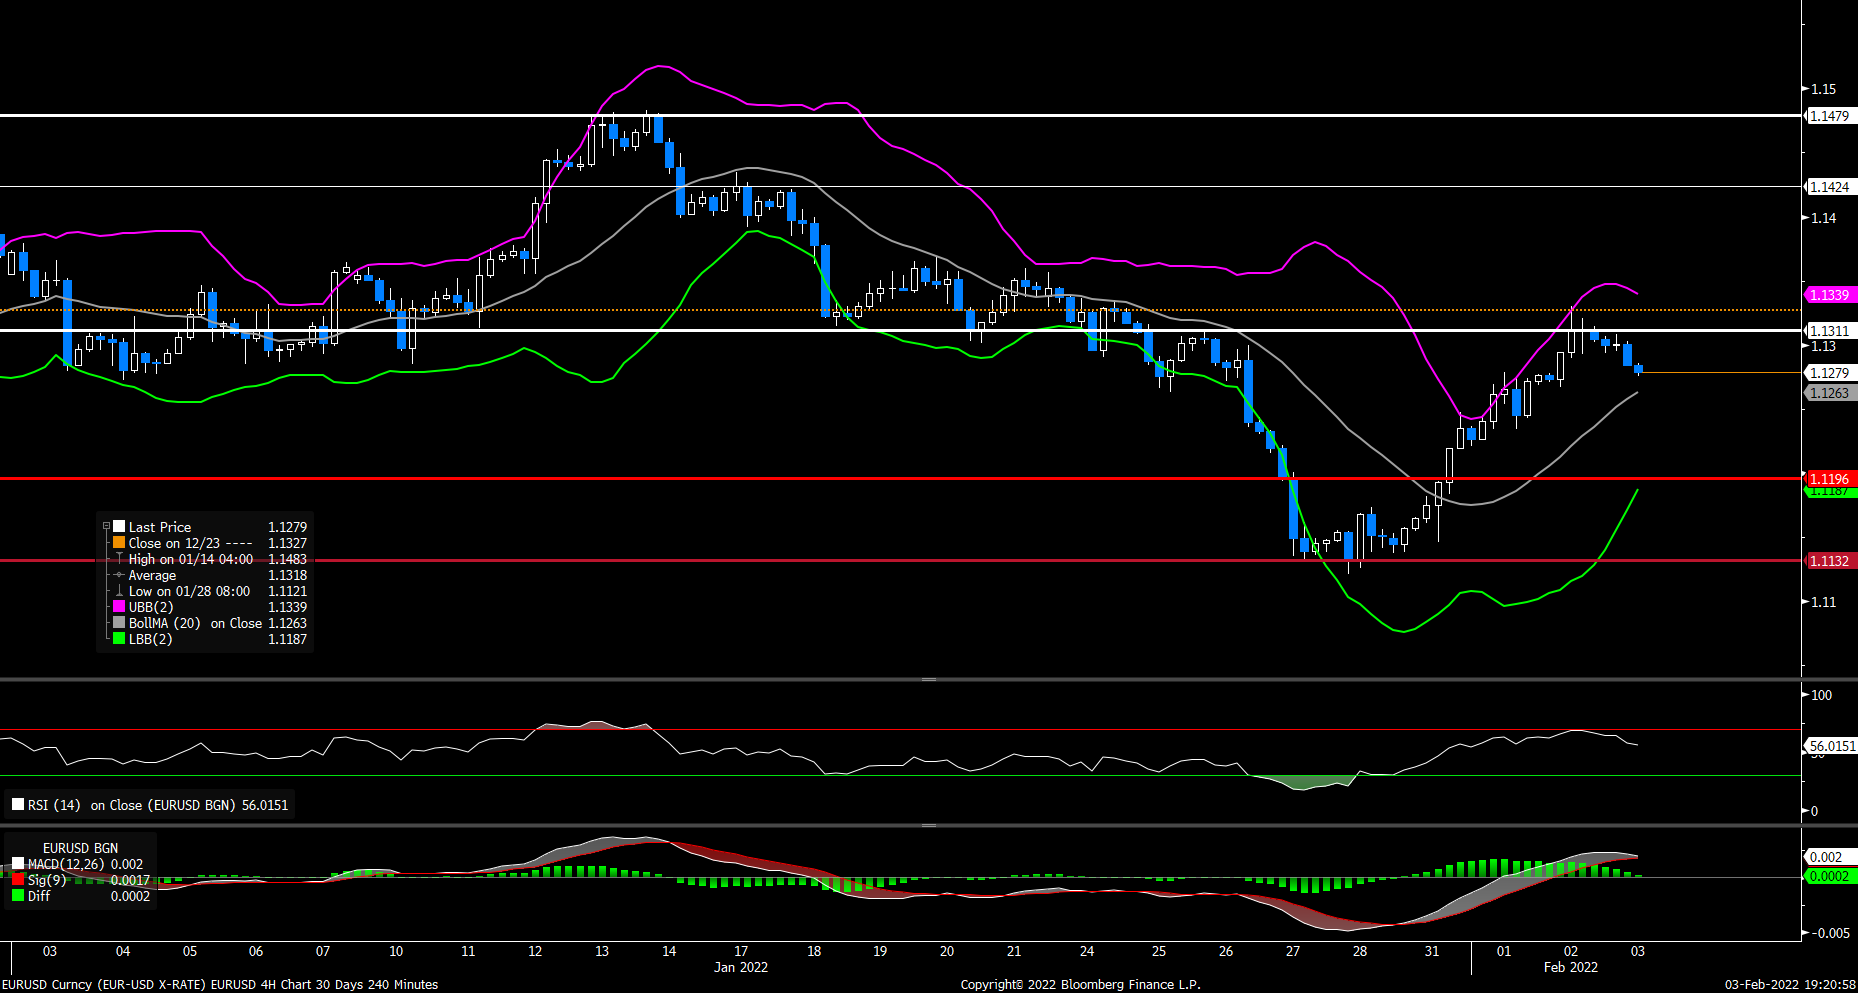 1.15
1.1479
1.1424
1.14
1.1339
1.1311
1.13
1.1279
1.1263
1.1196
1.1187
1.1132
1.11
Last Price 1.1279
Close on 12/23 ---- 1.1327
High on 01/14 04:00 1.1483
Average 1.1318
Low on 01/28 08:00 1.1121
UBB(2) 1.1339
BollMA (20) on Close 1.1263
LBB(2) 1.1187
100
56.0151
50
0
RSI (14) on Close (EURUSD BGN) 56.0151
EURUSD BGN
MACD(12,26) 0.002
Sig(9) 0.0017
Diff 0.0002
0.002
0.0002
-0.005
03 04 05 06 07 10 11 12 13 14 17 18 19 20 21 24 25 26 27 28 31 01 02 03
Jan 2022 Feb 2022
EURUSD Curncy (EUR-USD X-RATE) EURUSD 4H Chart 30 Days 240 Minutes Copyright© 2022 Bloomberg Finance L.P. 03-Feb-2022 19:20:58